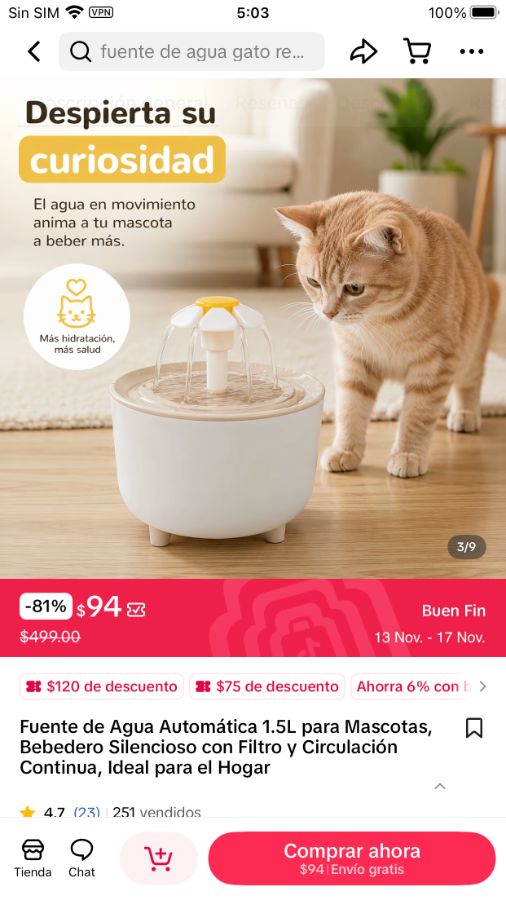 Sin SIM VPN 5:03 100%
fuente de agua gato re...
Despierta su
curiosidad
El agua en movimiento
anima a tu mascota
a beber más.
Más hidratación,
más salud
3/9
-81% $94 Buen Fin
$499.00 13 Nov. - 17 Nov.
$120 de descuento $75 de descuento Ahorra 6% con b
Fuente de Agua Automática 1.5L para Mascotas,
Bebedero Silencioso con Filtro y Circulación
Continua, Ideal para el Hogar
4.7 (23) 251 vendidos
Comprar ahora
$94 | Envío gratis
Tienda Chat